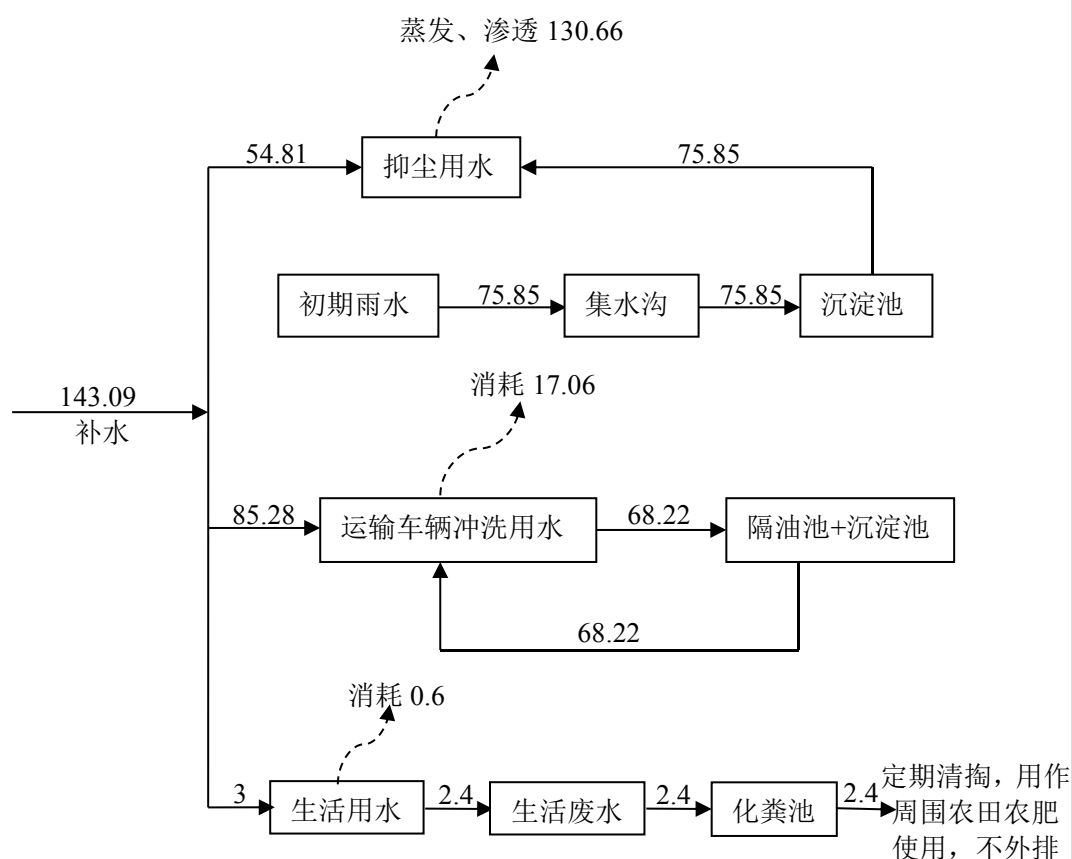 蒸发、渗透 130.66
54.81
抑尘用水
75.85
初期雨水
75.85
集水沟
75.85
沉淀池
消耗 17.06
143.09
补水
85.28
运输车辆冲洗用水
68.22
隔油池+沉淀池
68.22
消耗 0.6
3
生活用水
2.4
生活废水
2.4
化粪池
2.4
定期清掏，用作
周围农田农肥
使用，不外排